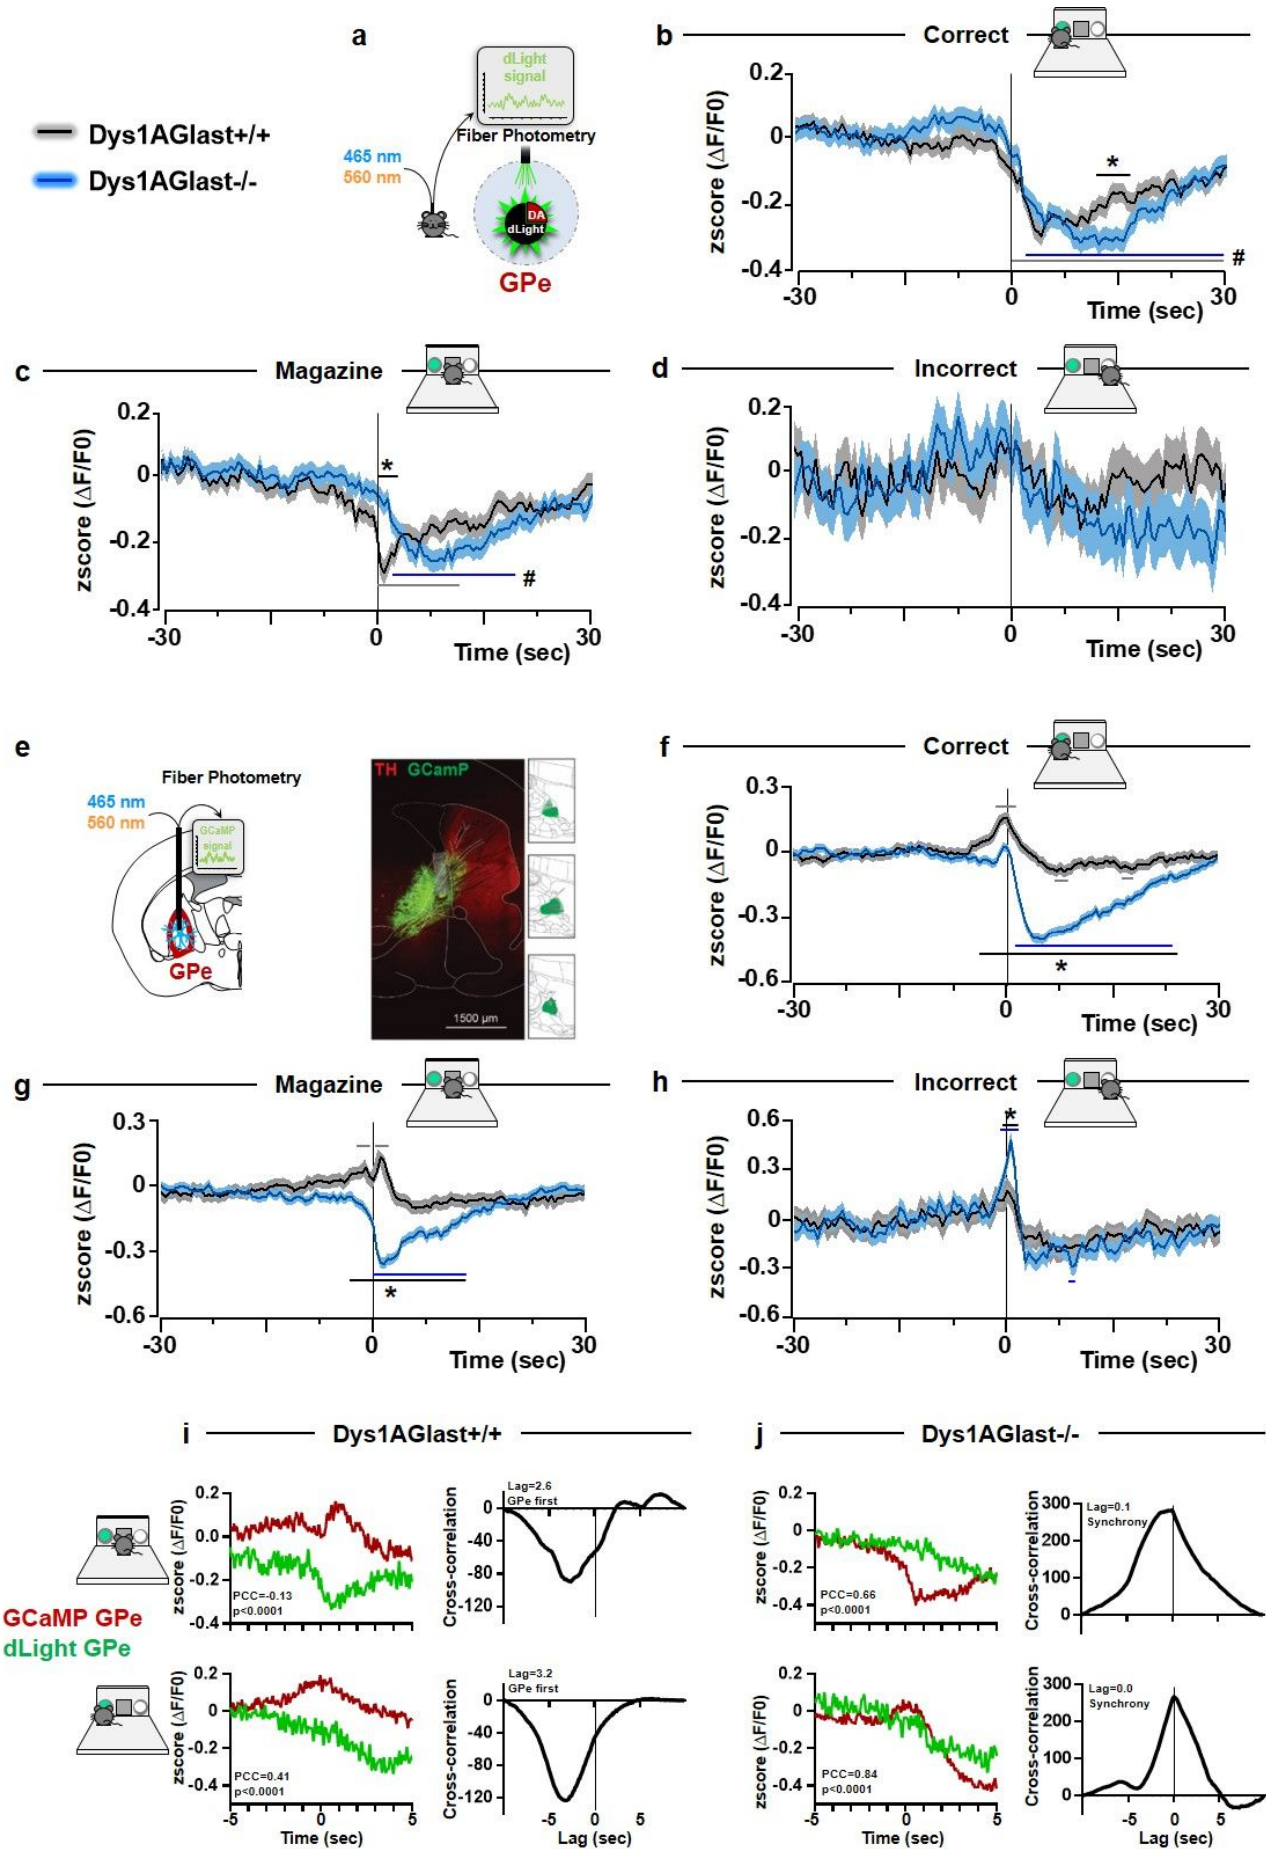 a
dLight
signal
Fiber Photometry
465 nm
560 nm
DA
dLight
GPe
Dys1AGlast+/+
Dys1AGlast-/-
b
Correct
zscore (ΔF/F0)
0.2
0
-0.2
-0.4
*
#
-30
0
30
Time (sec)
c
Magazine
zscore (ΔF/F0)
0.2
0
-0.2
-0.4
*
#
-30
0
30
Time (sec)
d
Incorrect
zscore (ΔF/F0)
0.2
0
-0.2
-0.4
-30
0
30
Time (sec)
e
Fiber Photometry
465 nm
560 nm
GCaMP
signal
GPe
TH GCamP
1500 µm
f
Correct
zscore (ΔF/F0)
0.3
0
-0.3
-0.6
*
-30
0
30
Time (sec)
g
Magazine
zscore (ΔF/F0)
0.3
0
-0.3
-0.6
*
-30
0
30
Time (sec)
h
Incorrect
zscore (ΔF/F0)
0.6
0.3
0
-0.3
-0.6
*
-30
0
30
Time (sec)
i
Dys1AGlast+/+
GCaMP GPe
dLight GPe
zscore (ΔF/F0)
0.2
0.0
-0.2
-0.4
PCC=-0.13
p<0.0001
Cross-correlation
0
-40
-80
-120
Lag=2.6
GPe first
zscore (ΔF/F0)
0.2
0
-0.2
-0.4
PCC=0.41
p<0.0001
-5
0
5
Time (sec)
Cross-correlation
0
-40
-80
-120
Lag=3.2
GPe first
-5
0
5
Lag (sec)
j
Dys1AGlast-/-
zscore (ΔF/F0)
0.2
0
-0.2
-0.4
PCC=0.66
p<0.0001
Cross-correlation
300
200
100
0
Lag=0.1
Synchrony
zscore (ΔF/F0)
0.2
0
-0.2
-0.4
PCC=0.84
p<0.0001
-5
0
5
Time (sec)
Cross-correlation
300
200
100
0
Lag=0.0
Synchrony
-5
0
5
Lag (sec)